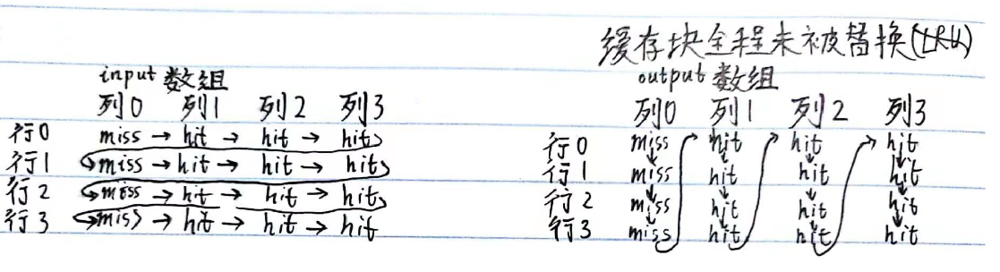 缓存块全程未被替换(LRU)
input 数组
列0 列1 列2 列3
行0 miss → hit → hit → hit
行1 miss → hit → hit → hit
行2 miss → hit → hit → hit
行3 miss → hit → hit → hit
output 数组
列0 列1 列2 列3
行0 miss hit hit hit
行1 miss hit hit hit
行2 miss hit hit hit
行3 miss hit hit hit